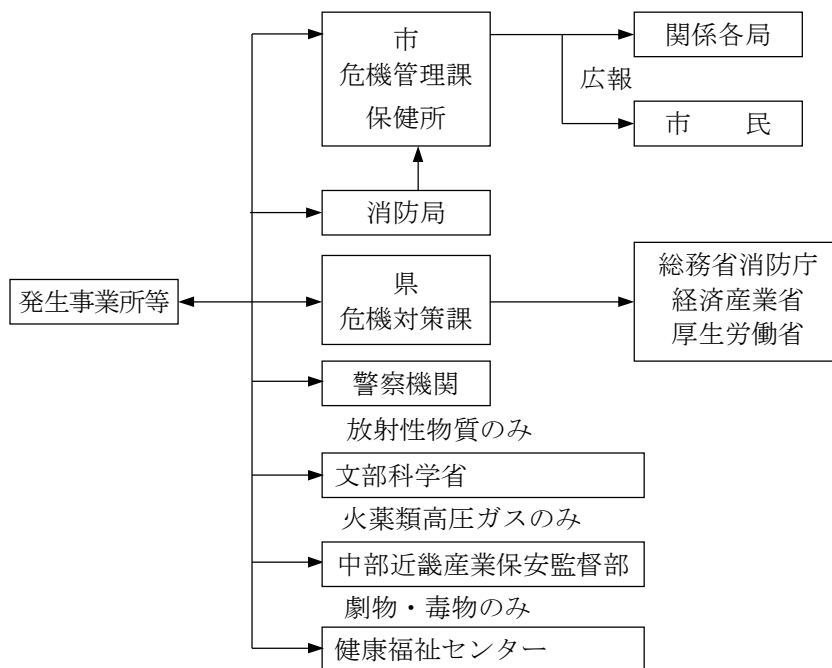 市
危機管理課
保健所
関係各局
広報
市　　民
消防局
発生事業所等
県
危機対策課
総務省消防庁
経済産業省
厚生労働省
警察機関
放射性物質のみ
文部科学省
火薬類高圧ガスのみ
中部近畿産業保安監督部
劇物・毒物のみ
健康福祉センター